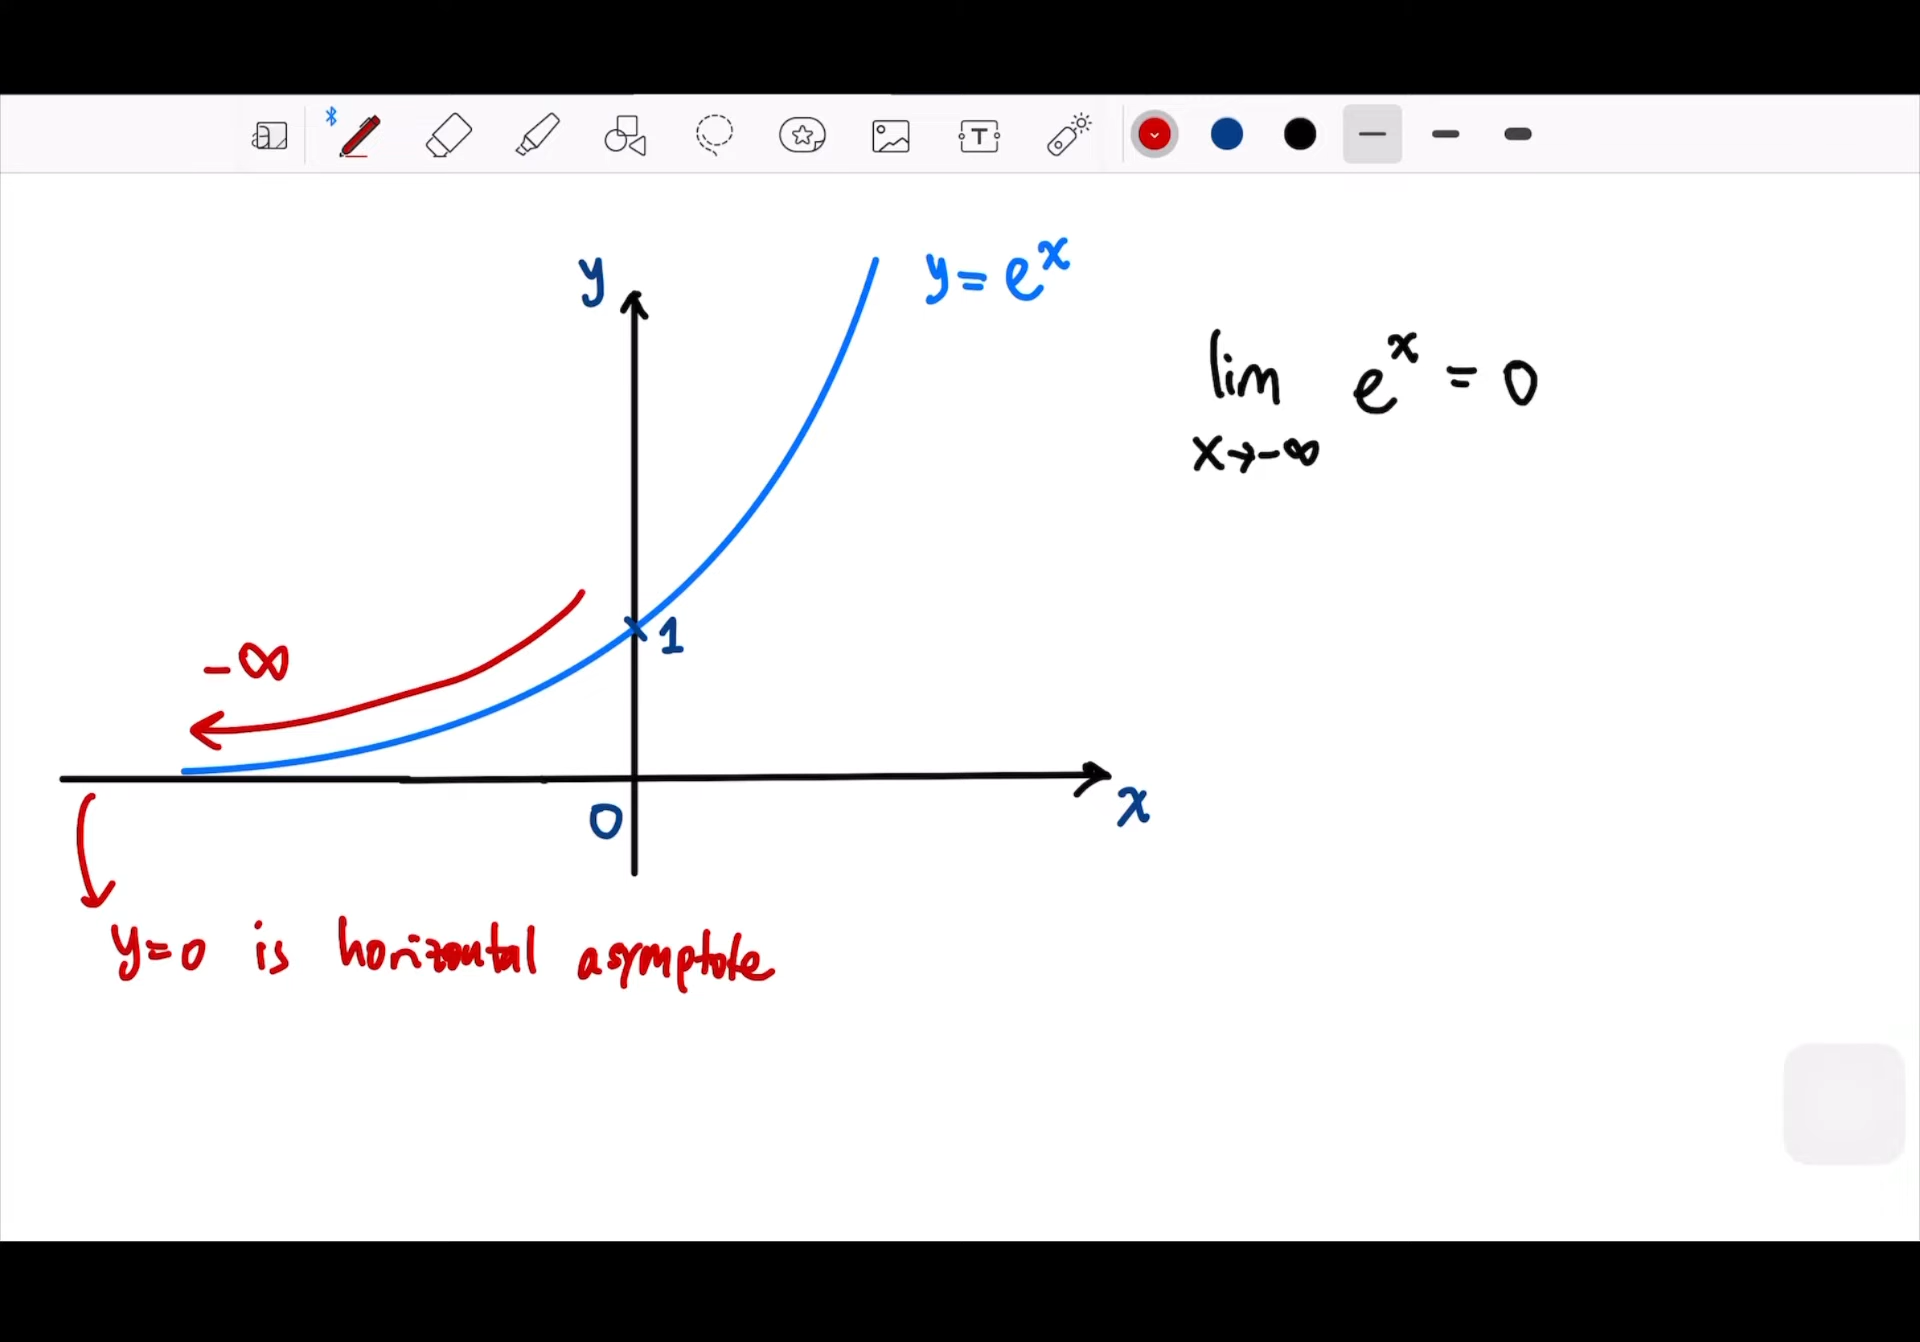 y
y = e^x
lim e^x = 0
x→-∞
-∞
1
0
x
y=0 is horizontal asymptote